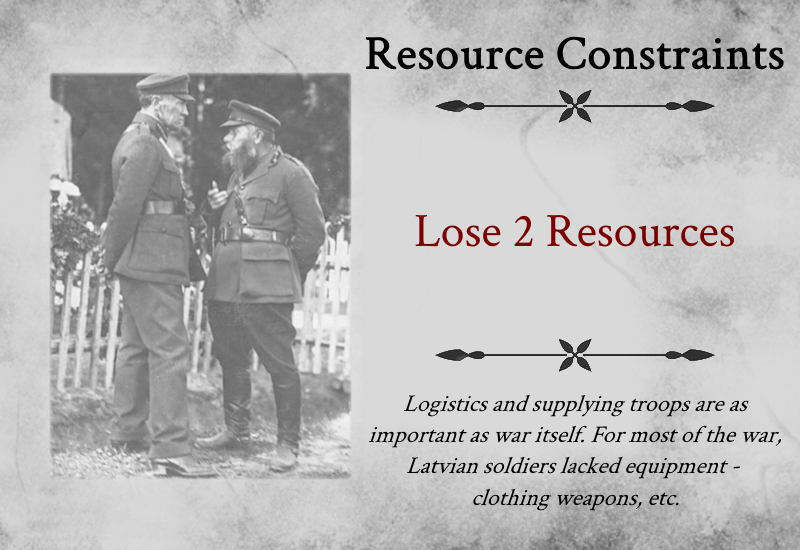 Resource Constraints
Lose 2 Resources
Logistics and supplying troops are as
important as war itself. For most of the war,
Latvian soldiers lacked equipment -
clothing weapons, etc.